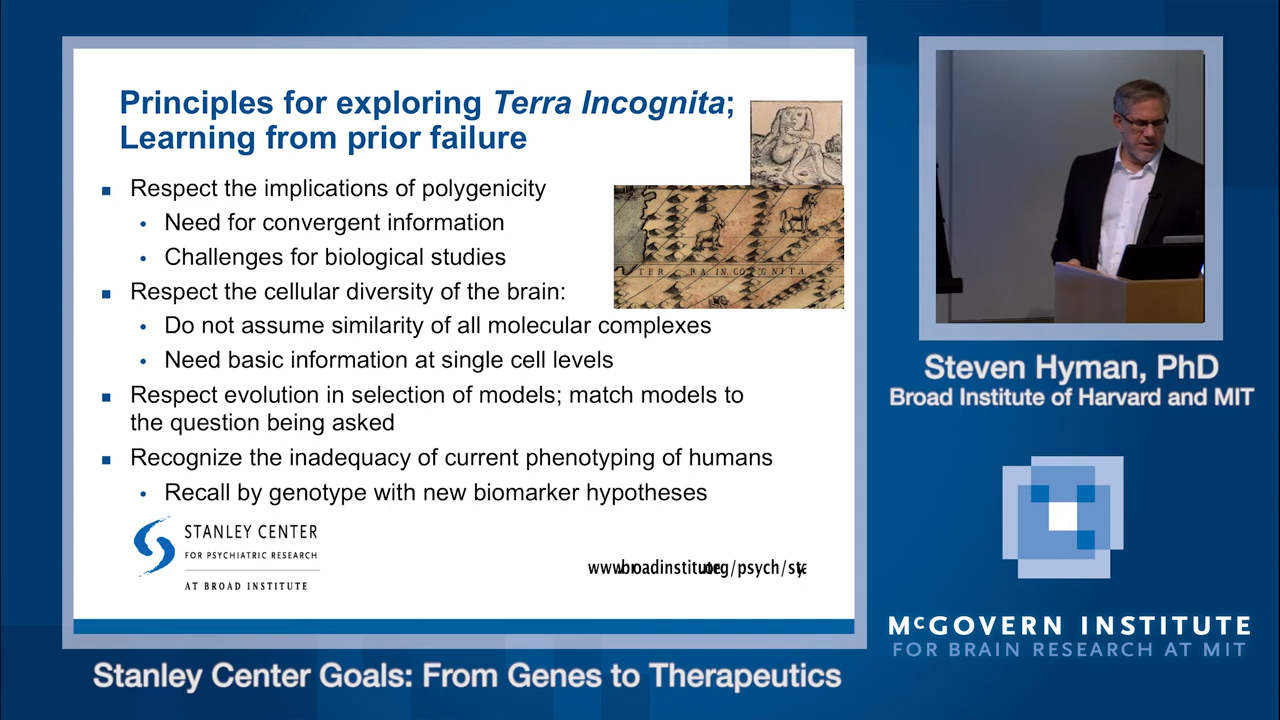 Principles for exploring Terra Incognita;
Learning from prior failure
Respect the implications of polygenicity
Need for convergent information
Challenges for biological studies
Respect the cellular diversity of the brain:
Do not assume similarity of all molecular complexes
Need basic information at single cell levels
Respect evolution in selection of models; match models to
the question being asked
Recognize the inadequacy of current phenotyping of humans
Recall by genotype with new biomarker hypotheses
TERRA INCOGNITA
STANLEY CENTER
FOR PSYCHIATRIC RESEARCH
AT BROAD INSTITUTE
Stanley Center Goals: From Genes to Therapeutics
Steven Hyman, PhD
Broad Institute of Harvard and MIT
McGOVERN INSTITUTE
FOR BRAIN RESEARCH AT MIT